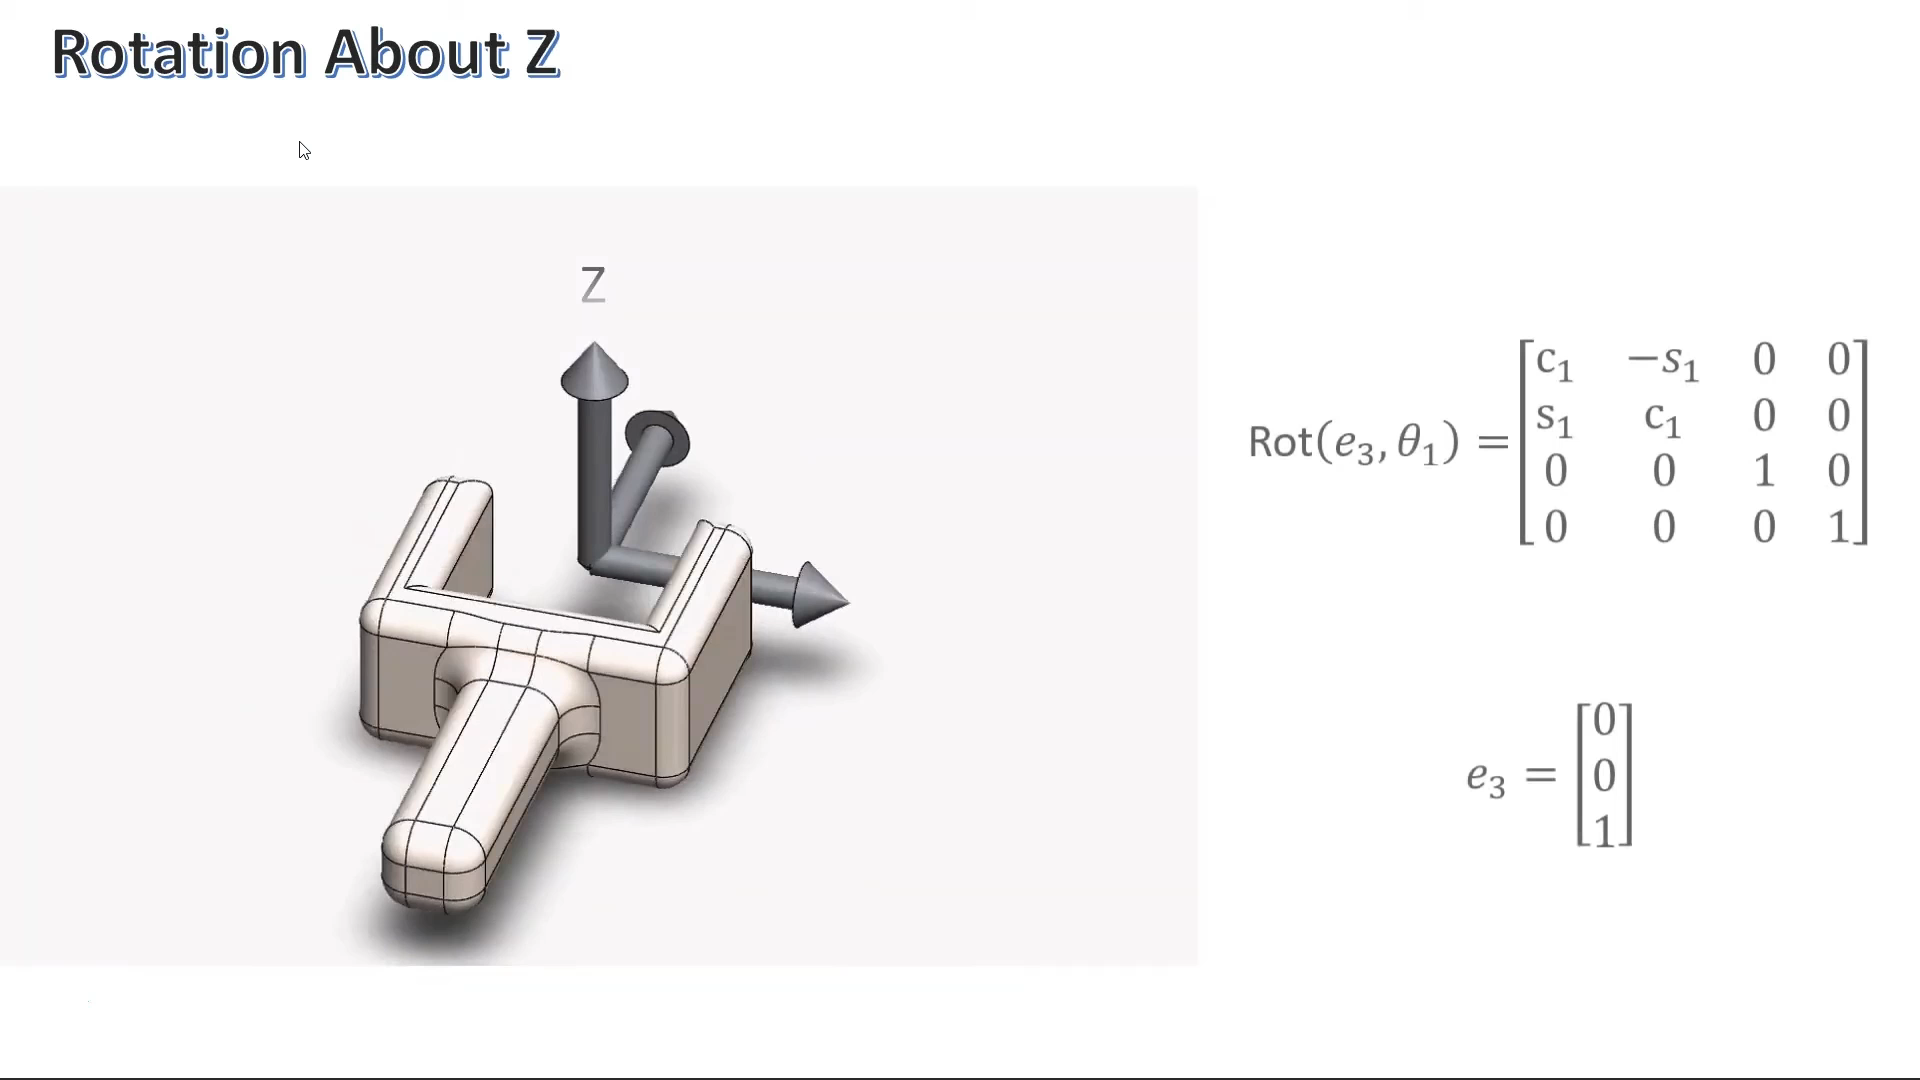 Rotation About Z
Z
Rot(e₃, θ₁) = [c₁ −s₁ 0 0
s₁ c₁ 0 0
0 0 1 0
0 0 0 1]
e₃ = [0
0
1]